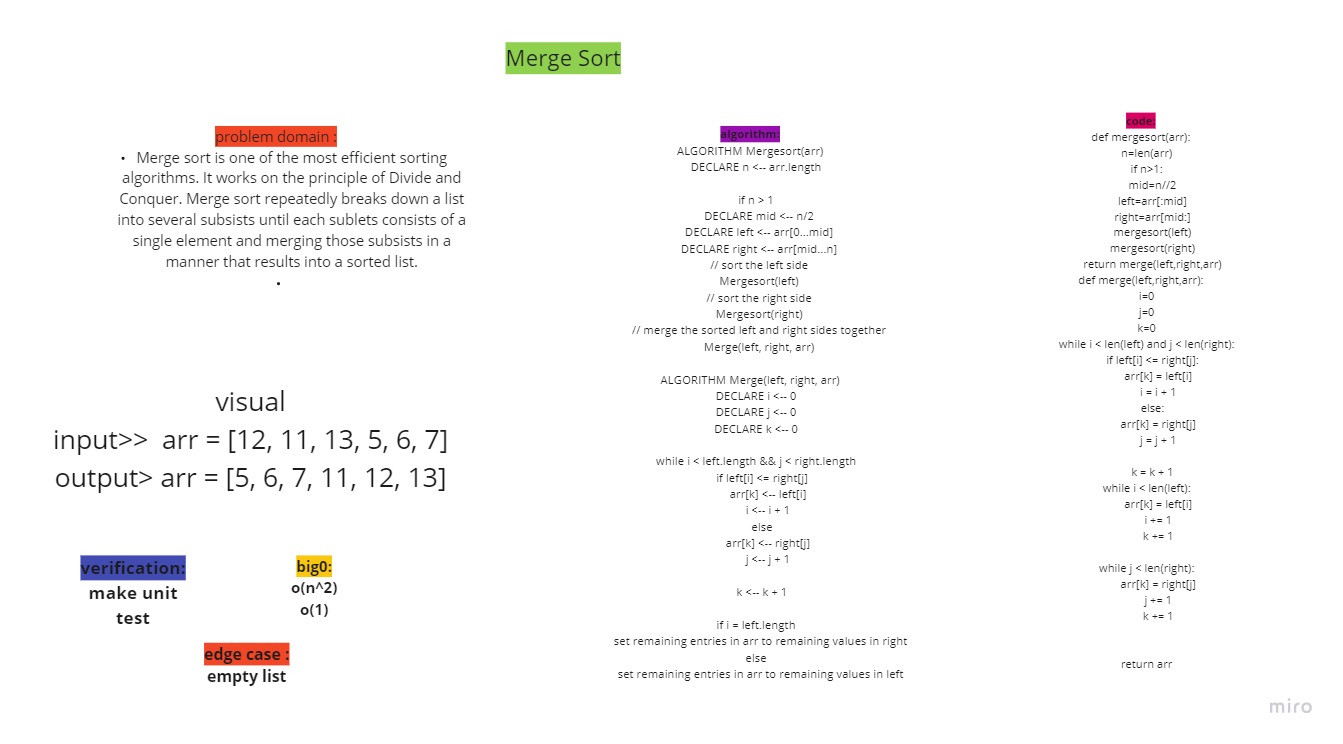 Merge Sort
problem domain :
• Merge sort is one of the most efficient sorting
algorithms. It works on the principle of Divide and
Conquer. Merge sort repeatedly breaks down a list
into several subsists until each sublets consists of a
single element and merging those subsists in a
manner that results into a sorted list.
•
visual
input>> arr = [12, 11, 13, 5, 6, 7]
output> arr = [5, 6, 7, 11, 12, 13]
verification:
make unit
test
big0:
o(n^2)
o(1)
edge case :
empty list
algorithm:
ALGORITHM Mergesort(arr)
DECLARE n <-- arr.length
if n > 1
DECLARE mid <-- n/2
DECLARE left <-- arr[0...mid]
DECLARE right <-- arr[mid...n]
// sort the left side
Mergesort(left)
// sort the right side
Mergesort(right)
// merge the sorted left and right sides together
Merge(left, right, arr)
ALGORITHM Merge(left, right, arr)
DECLARE i <-- 0
DECLARE j <-- 0
DECLARE k <-- 0
while i < left.length && j < right.length
if left[i] <= right[j]
arr[k] <-- left[i]
i <-- i + 1
else
arr[k] <-- right[j]
j <-- j + 1
k <-- k + 1
if i = left.length
set remaining entries in arr to remaining values in right
else
set remaining entries in arr to remaining values in left
code:
def mergesort(arr):
n=len(arr)
if n>1:
mid=n//2
left=arr[:mid]
right=arr[mid:]
mergesort(left)
mergesort(right)
return merge(left,right,arr)
def merge(left,right,arr):
i=0
j=0
k=0
while i < len(left) and j < len(right):
if left[i] <= right[j]:
arr[k] = left[i]
i = i + 1
else:
arr[k] = right[j]
j = j + 1
k = k + 1
while i < len(left):
arr[k] = left[i]
i += 1
k += 1
while j < len(right):
arr[k] = right[j]
j += 1
k += 1
return arr
miro